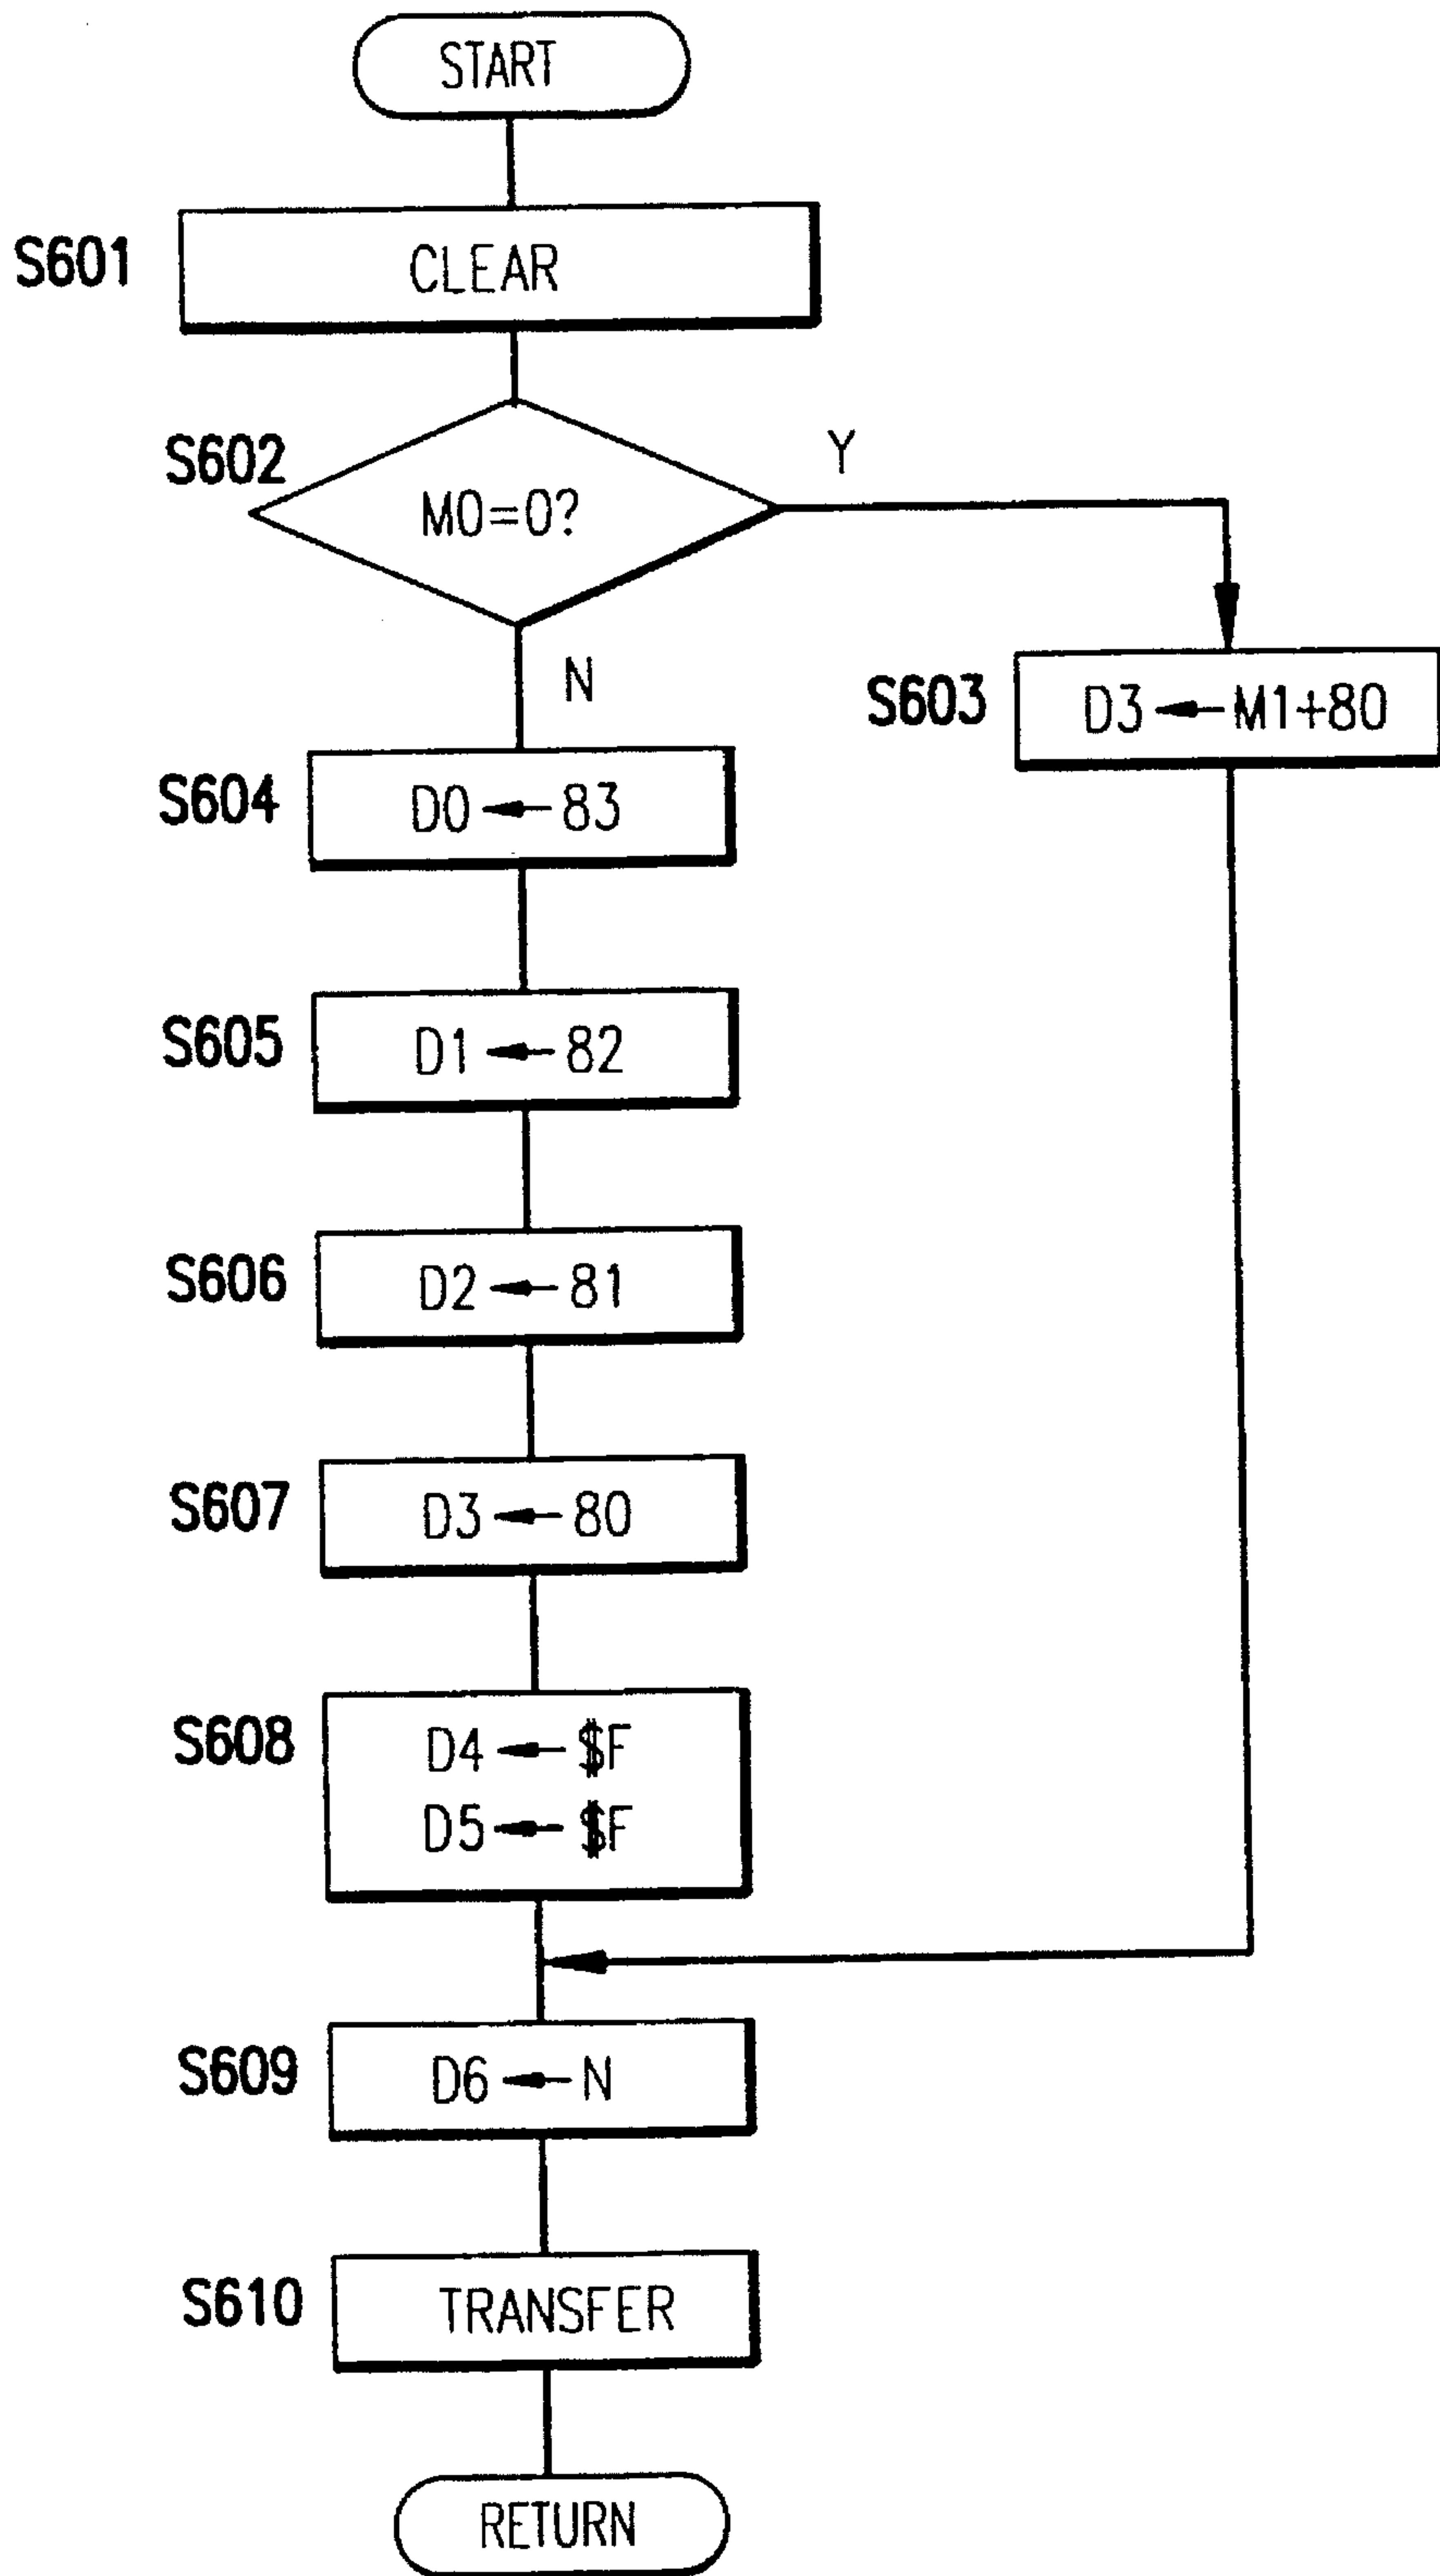 START
S601
CLEAR
S602
M0=0?
Y
N
S603
D3 ← M1+80
S604
D0 ← 83
S605
D1 ← 82
S606
D2 ← 81
S607
D3 ← 80
S608
D4 ← $F
D5 ← $F
S609
D6 ← N
S610
TRANSFER
RETURN